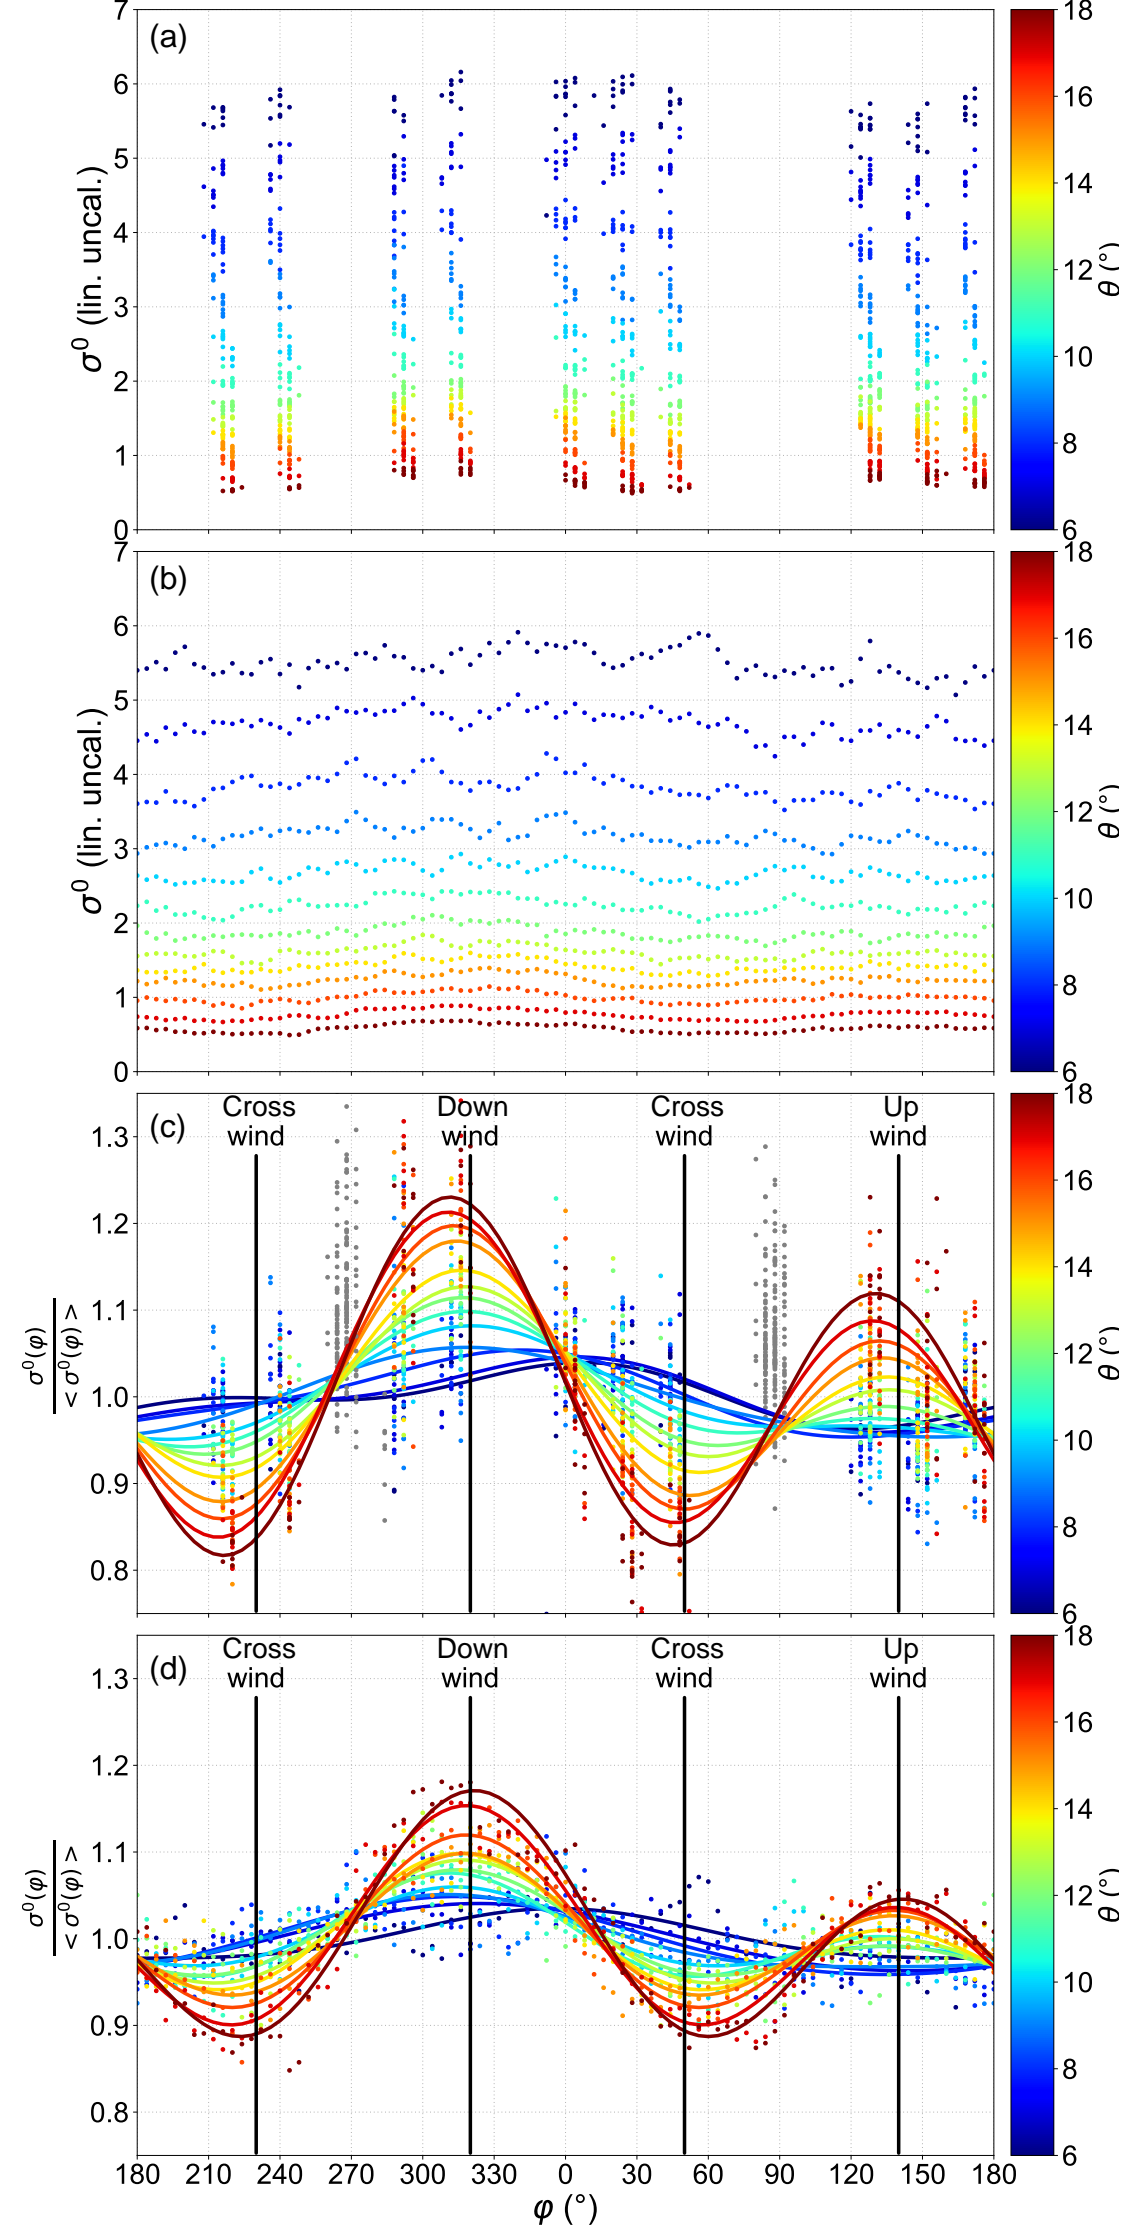 (a)
7
6
5
4
3
2
1
0
σ⁰ (lin. uncal.)
18
16
14
12
10
8
6
θ (°)
(b)
7
6
5
4
3
2
1
0
σ⁰ (lin. uncal.)
18
16
14
12
10
8
6
θ (°)
(c)
Cross
wind
Down
wind
Cross
wind
Up
wind
1.3
1.2
1.1
1.0
0.9
0.8
σ⁰(φ)
< σ⁰(φ) >
18
16
14
12
10
8
6
θ (°)
(d)
Cross
wind
Down
wind
Cross
wind
Up
wind
1.3
1.2
1.1
1.0
0.9
0.8
σ⁰(φ)
< σ⁰(φ) >
18
16
14
12
10
8
6
θ (°)
180 210 240 270 300 330 0 30 60 90 120 150 180
φ (°)